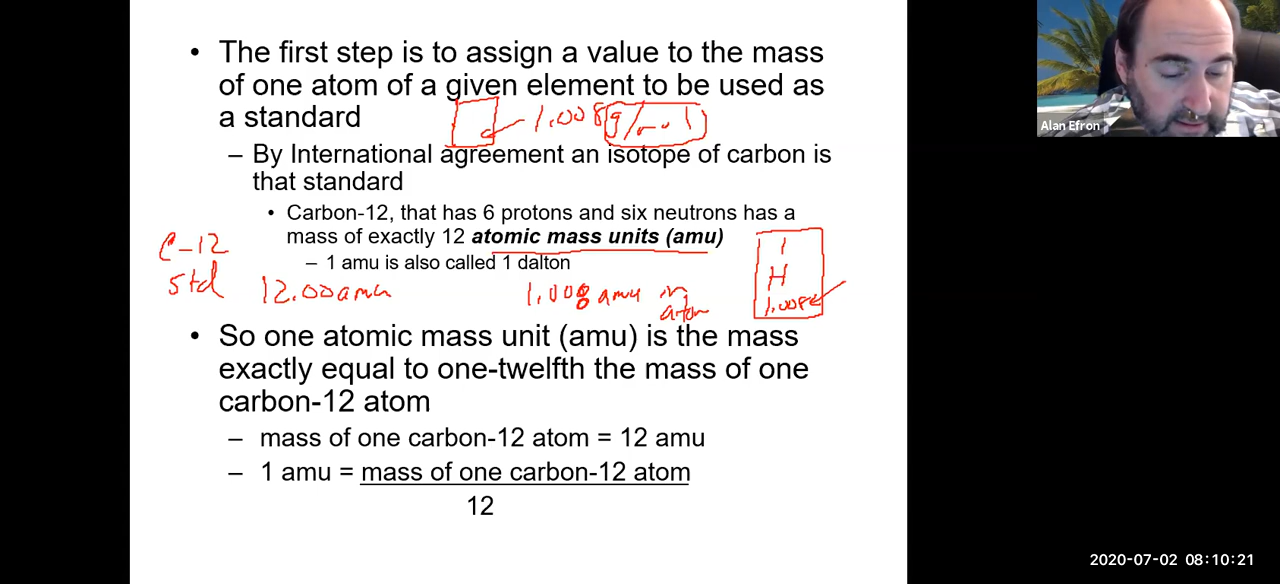 • The first step is to assign a value to the mass
of one atom of a given element to be used as
a standard
1.008 g/mol
– By International agreement an isotope of carbon is
that standard
• Carbon-12, that has 6 protons and six neutrons has a
mass of exactly 12 atomic mass units (amu)
– 1 amu is also called 1 dalton
C-12
std
12.00 amu
1.008 amu in
atom
1
H
1.008
• So one atomic mass unit (amu) is the mass
exactly equal to one-twelfth the mass of one
carbon-12 atom
– mass of one carbon-12 atom = 12 amu
– 1 amu = mass of one carbon-12 atom
12
Alan Efron
2020-07-02 08:10:21